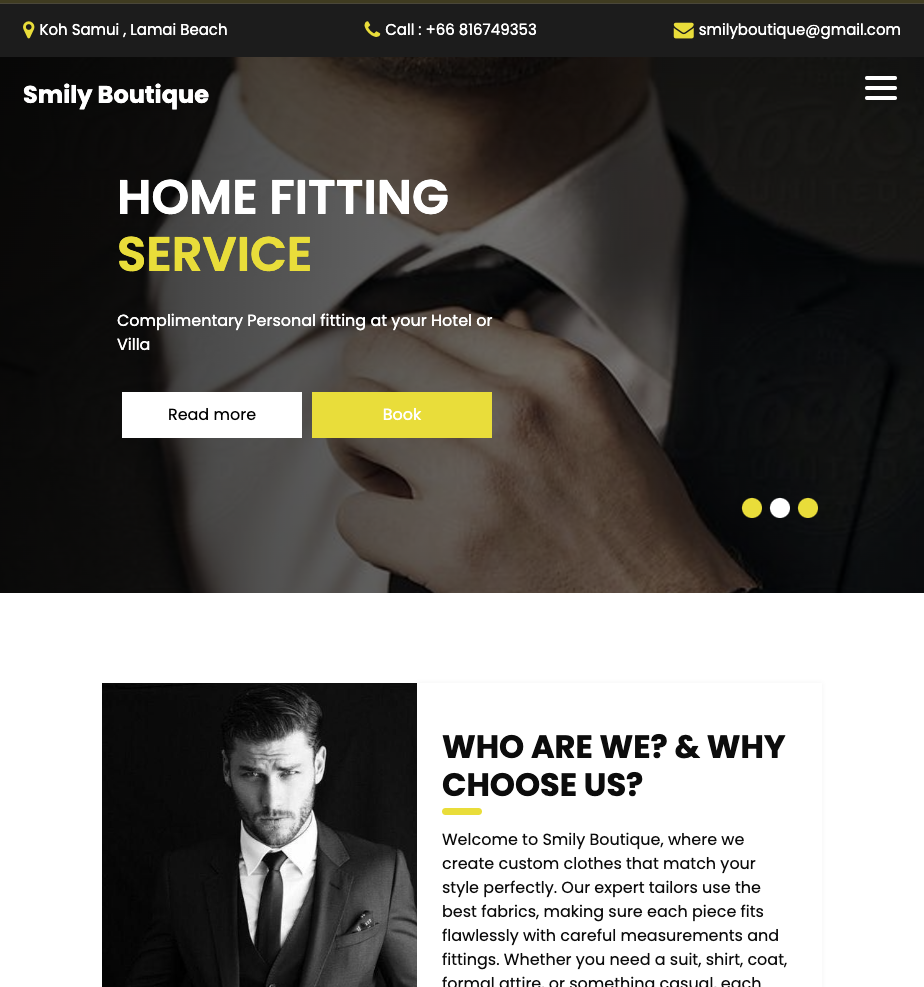 Koh Samui , Lamai Beach
Call : +66 816749353
smilyboutique@gmail.com
Smily Boutique
HOME FITTING
SERVICE
Complimentary Personal fitting at your Hotel or
Villa
Read more
Book
WHO ARE WE? & WHY
CHOOSE US?
Welcome to Smily Boutique, where we
create custom clothes that match your
style perfectly. Our expert tailors use the
best fabrics, making sure each piece fits
flawlessly with careful measurements and
fittings. Whether you need a suit, shirt, coat,
formal attire, or something casual, each